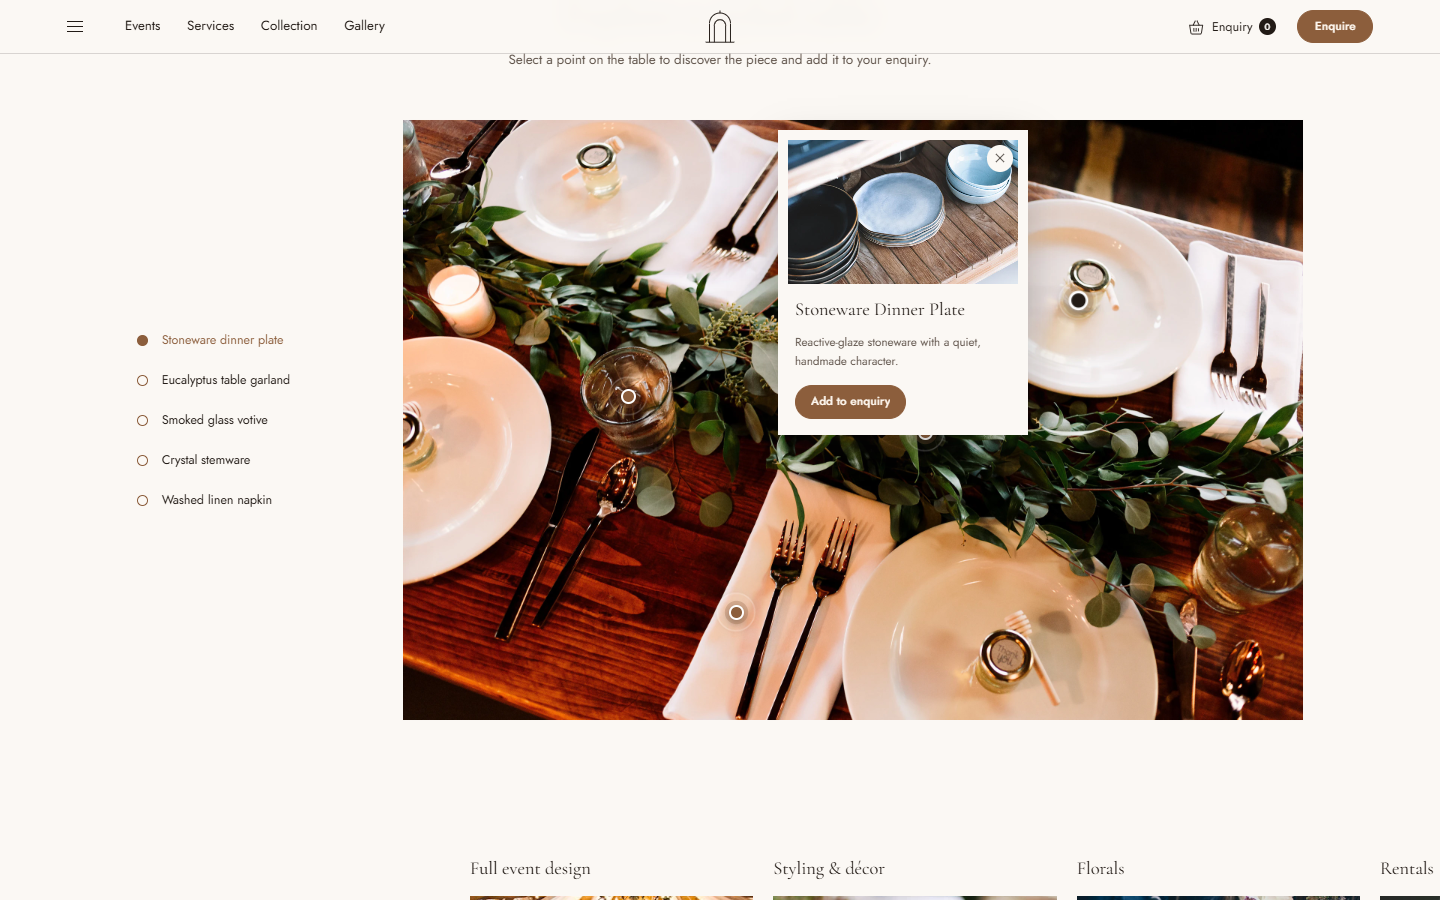 Events
Services
Collection
Gallery
Enquiry
0
Enquire
Select a point on the table to discover the piece and add it to your enquiry.
Stoneware dinner plate
Eucalyptus table garland
Smoked glass votive
Crystal stemware
Washed linen napkin
Stoneware Dinner Plate
Reactive-glaze stoneware with a quiet,
handmade character.
Add to enquiry
Thank
you
Full event design
Styling & décor
Florals
Rentals